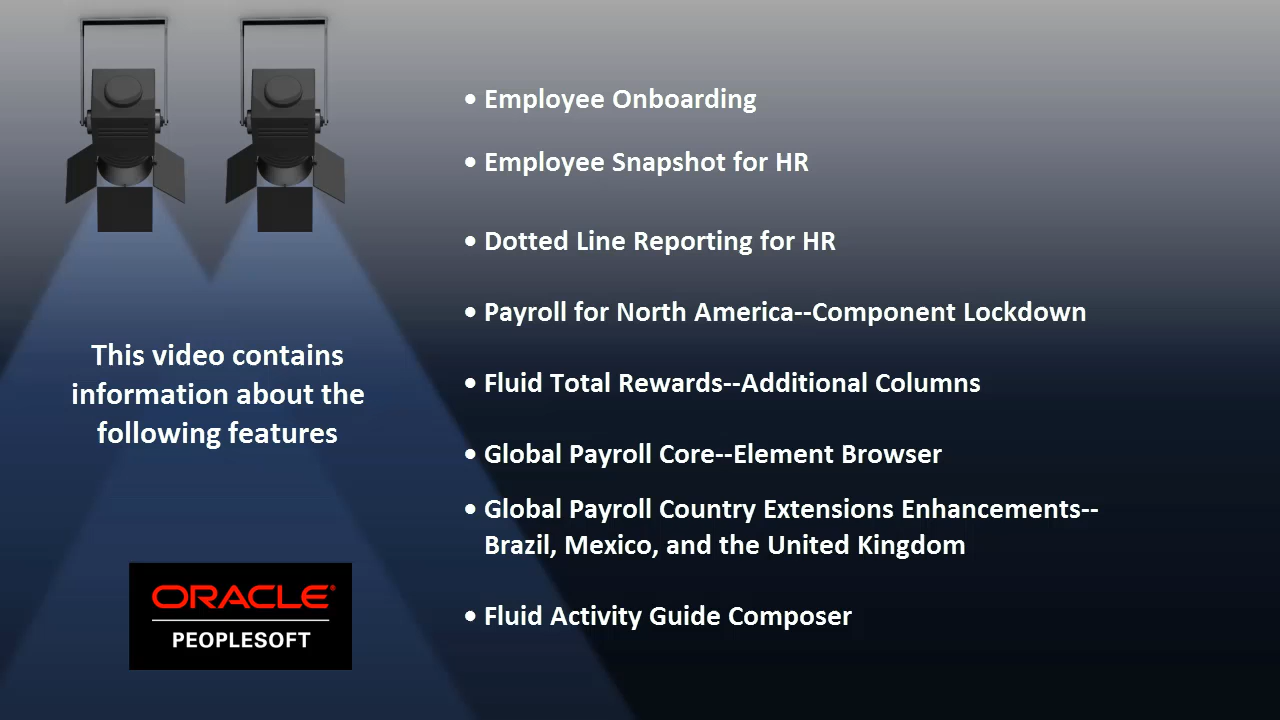 • Employee Onboarding
• Employee Snapshot for HR
• Dotted Line Reporting for HR
• Payroll for North America--Component Lockdown
• Fluid Total Rewards--Additional Columns
• Global Payroll Core--Element Browser
• Global Payroll Country Extensions Enhancements--
Brazil, Mexico, and the United Kingdom
• Fluid Activity Guide Composer
This video contains
information about the
following features
ORACLE®
PEOPLESOFT